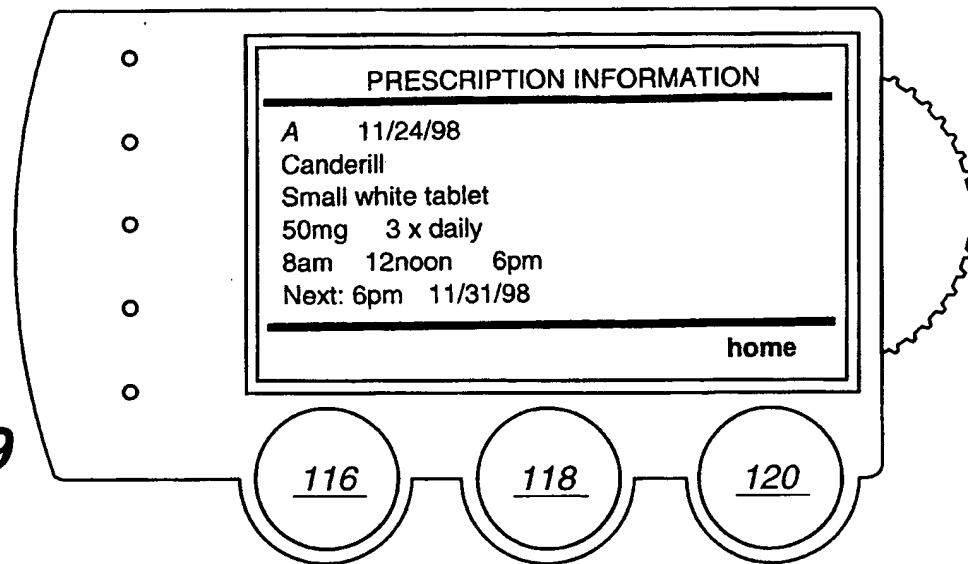 PRESCRIPTION INFORMATION
A 11/24/98
Canderill
Small white tablet
50mg 3 x daily
8am 12noon 6pm
Next: 6pm 11/31/98
home
9
116 118 120